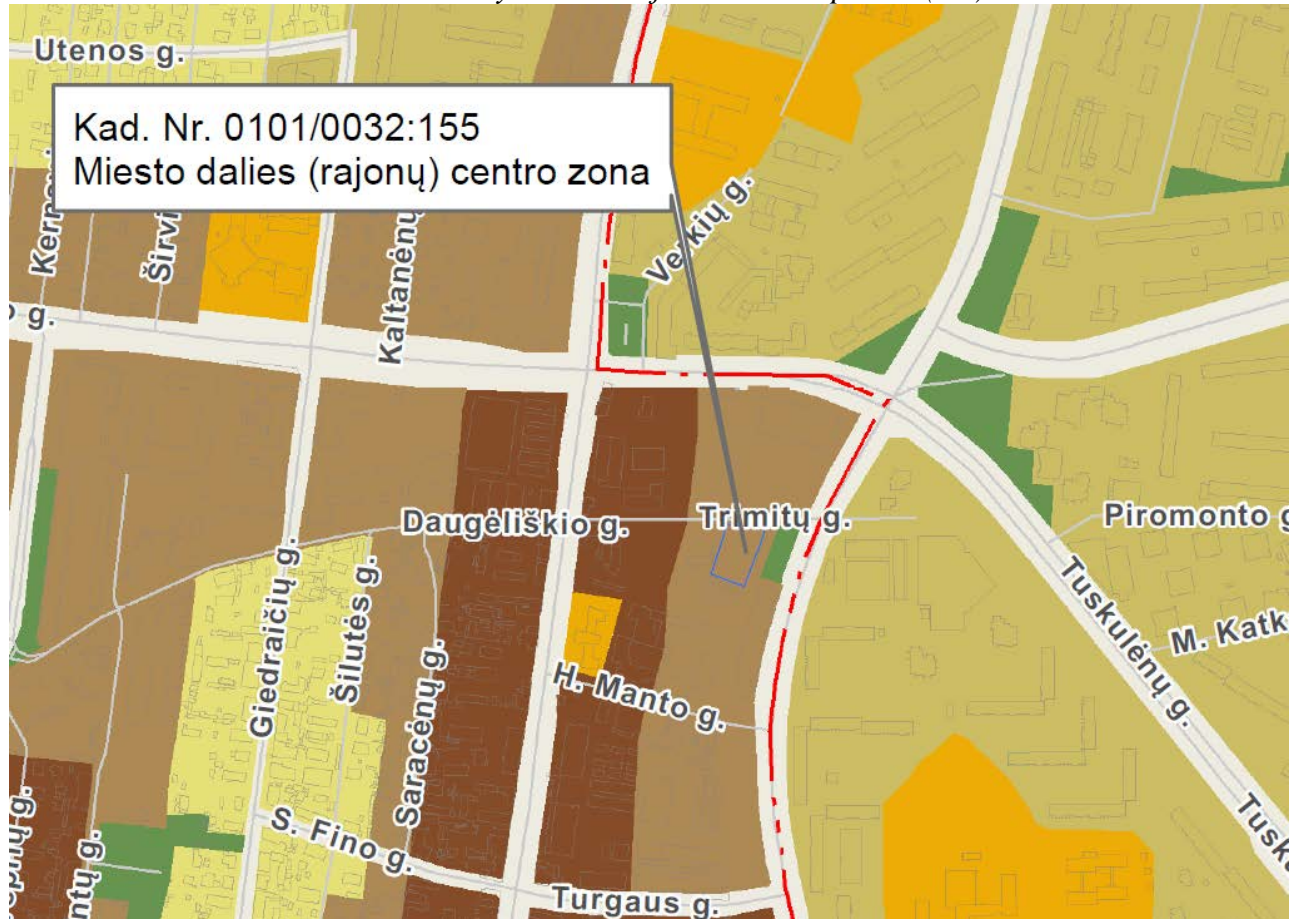 Utenos g.
Kad. Nr. 0101/0032:155
Miesto dalies (rajonų) centro zona
Verkių g.
Kaltanėnų
g.
Daugėliškio g.
Trimitų g.
Piromonto g
Giedraičių g.
Šilutės g.
Saracėnų g.
H. Manto g.
Tuskulėnų g.
M. Katk
S. Fino g.
Turgaus g.
Tusk